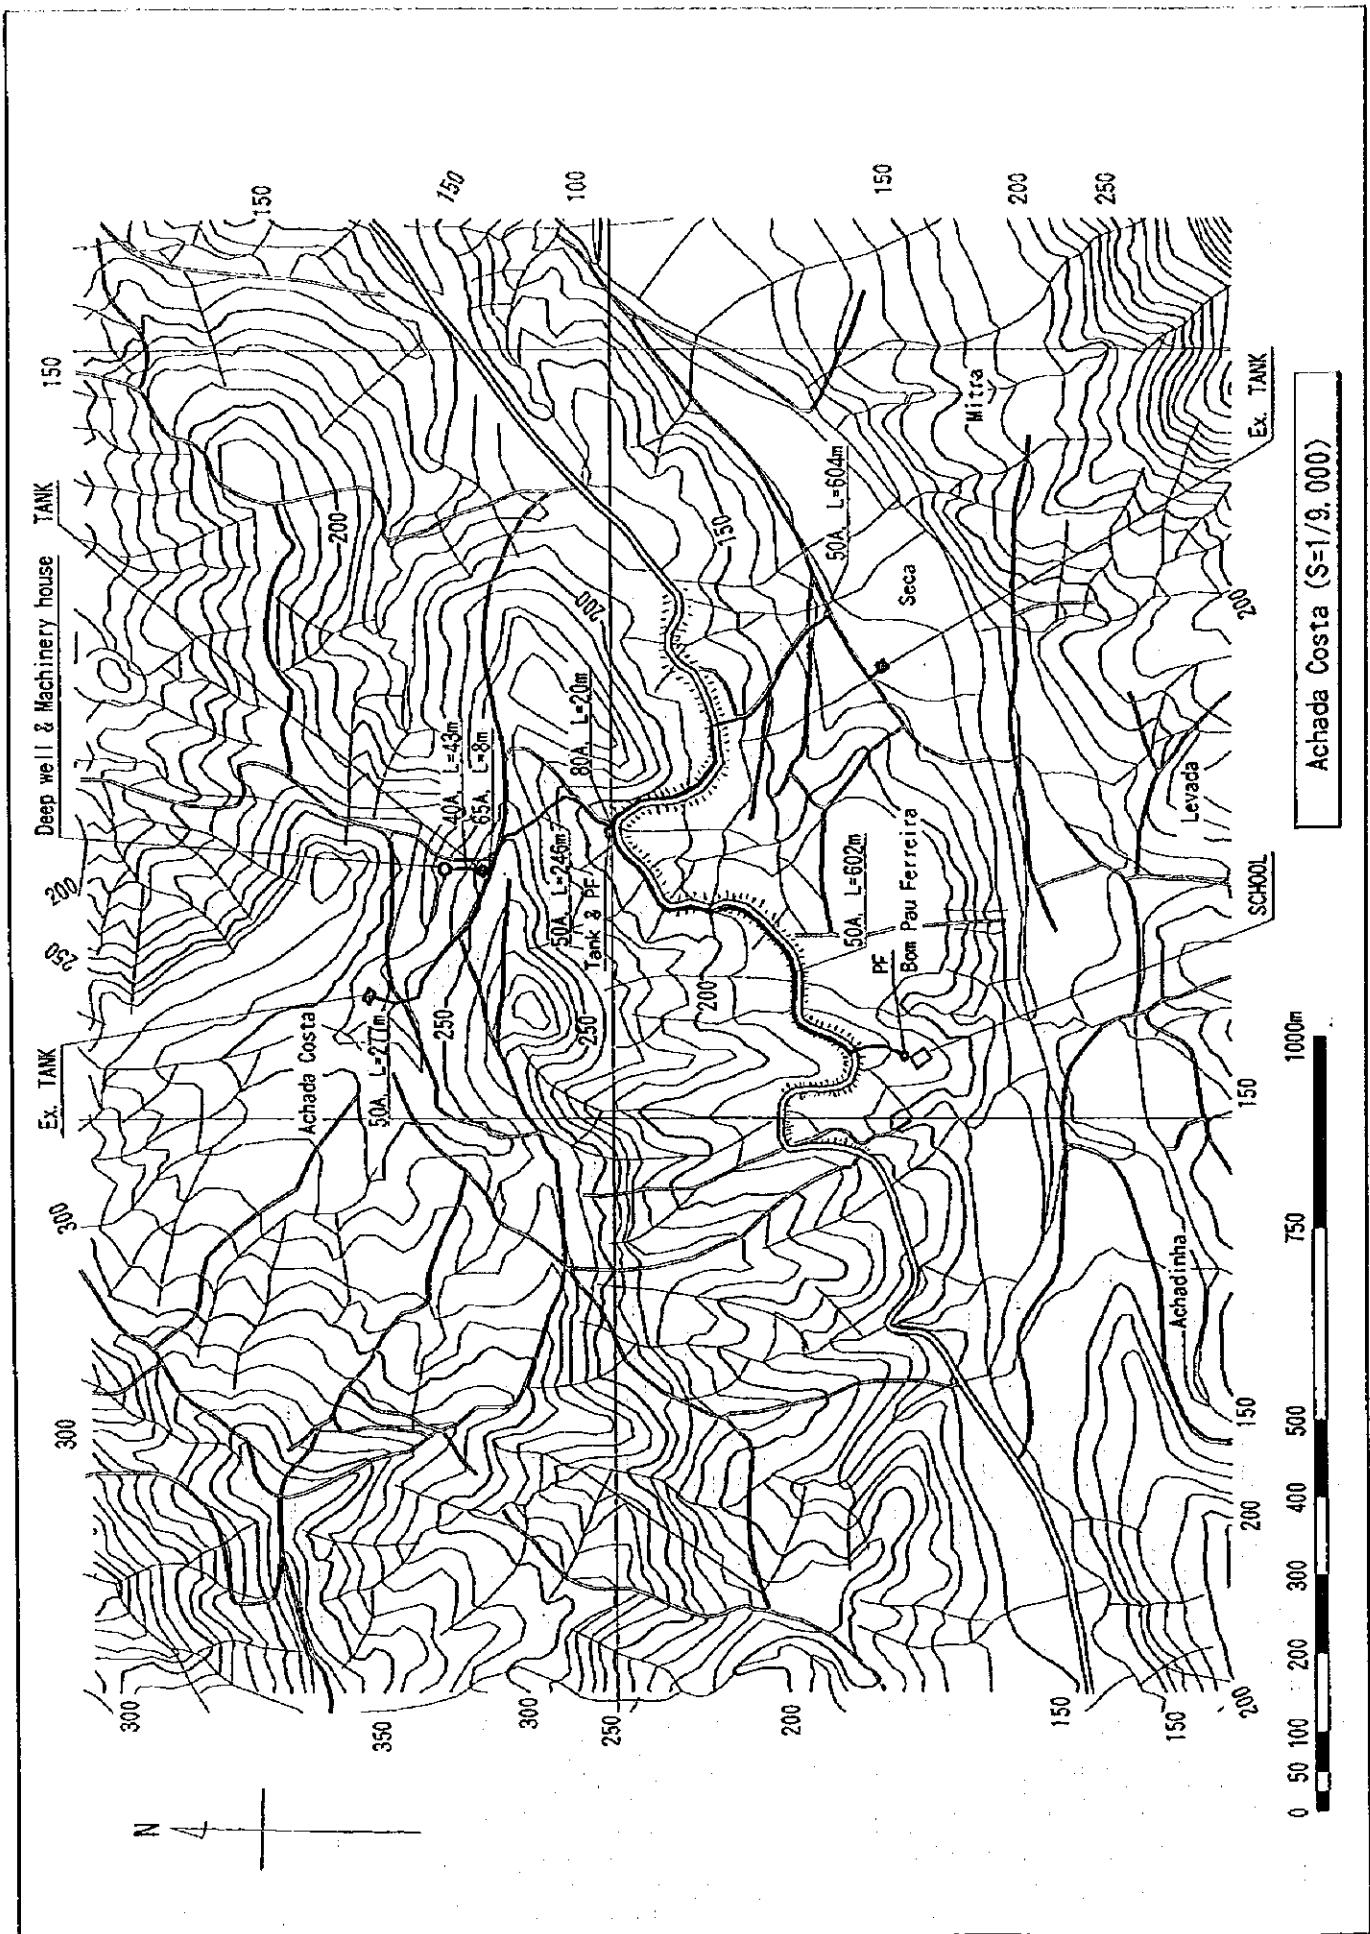 N
300
300
Ex. TANK
250
200
Deep well & Machinery house
TANK
150
150
150
100
150
200
250
300
350
300
250
200
150
150
200
200
150
150
200
Achada Costa
50A, L=277m
250
250
40A, L=43m
65A, L=8m
50A, L=246m
Tank & PF
80A, L=20m
200
200
200
150
50A, L=604m
Seca
Mitra
50A, L=602m
PF
Bom Pau Ferreita
Achadinha
Levada
SCHOOL
Ex. TANK
0 50 100 200 300 400 500 750 1000m
Achada Costa (S=1/9,000)